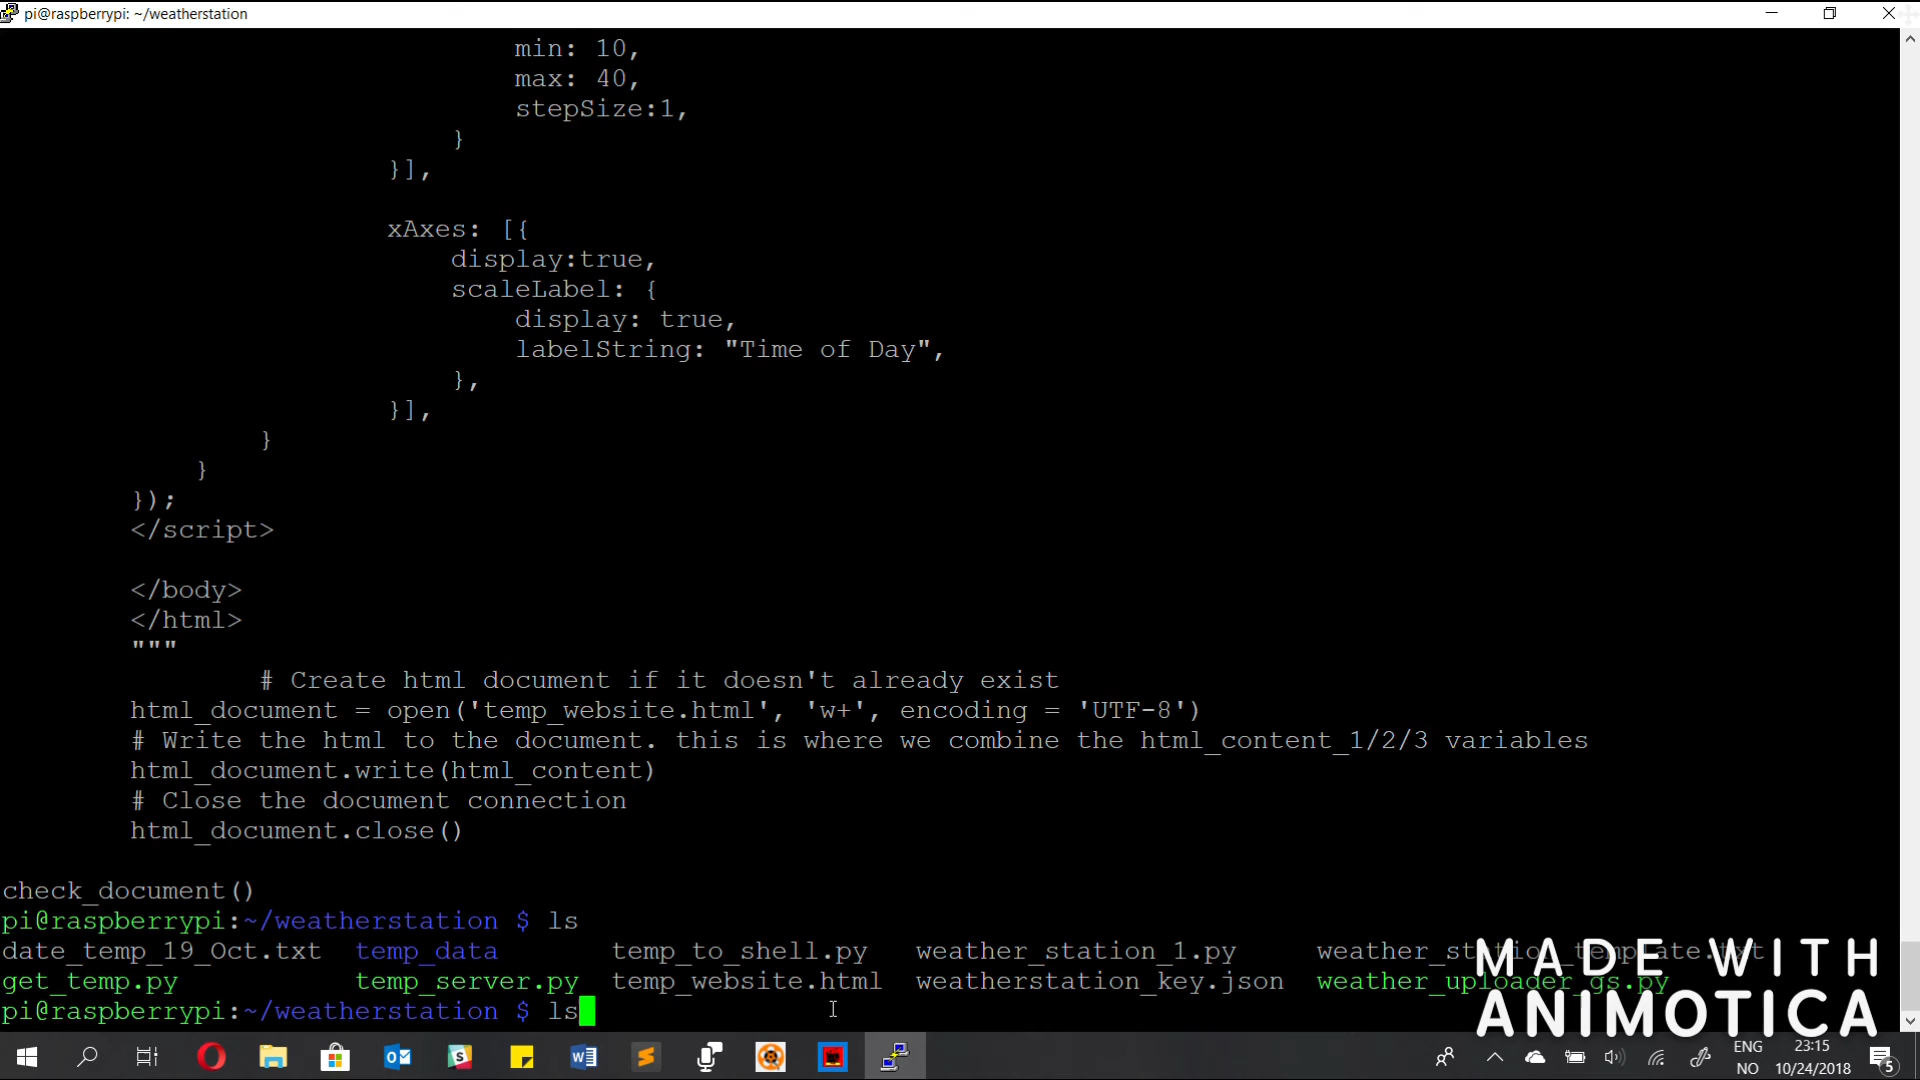 pi@raspberrypi: ~/weatherstation
min: 10,
max: 40,
stepSize:1,
}
}],
xAxes: [{
display:true,
scaleLabel: {
display: true,
labelString: "Time of Day",
},
}],
}
}
});
</script>
</body>
</html>
"""
# Create html document if it doesn't already exist
html_document = open('temp_website.html', 'w+', encoding = 'UTF-8')
# Write the html to the document. this is where we combine the html_content_1/2/3 variables
html_document.write(html_content)
# Close the document connection
html_document.close()
check_document()
pi@raspberrypi:~/weatherstation $ ls
date_temp_19_Oct.txt temp_data temp_to_shell.py weather_station_1.py weather_station_template.txt
get_temp.py temp_server.py temp_website.html weatherstation_key.json weather_uploader_gs.py
pi@raspberrypi:~/weatherstation $ ls
MADE WITH
ANIMOTICA
ENG
NO
23:15
10/24/2018
5